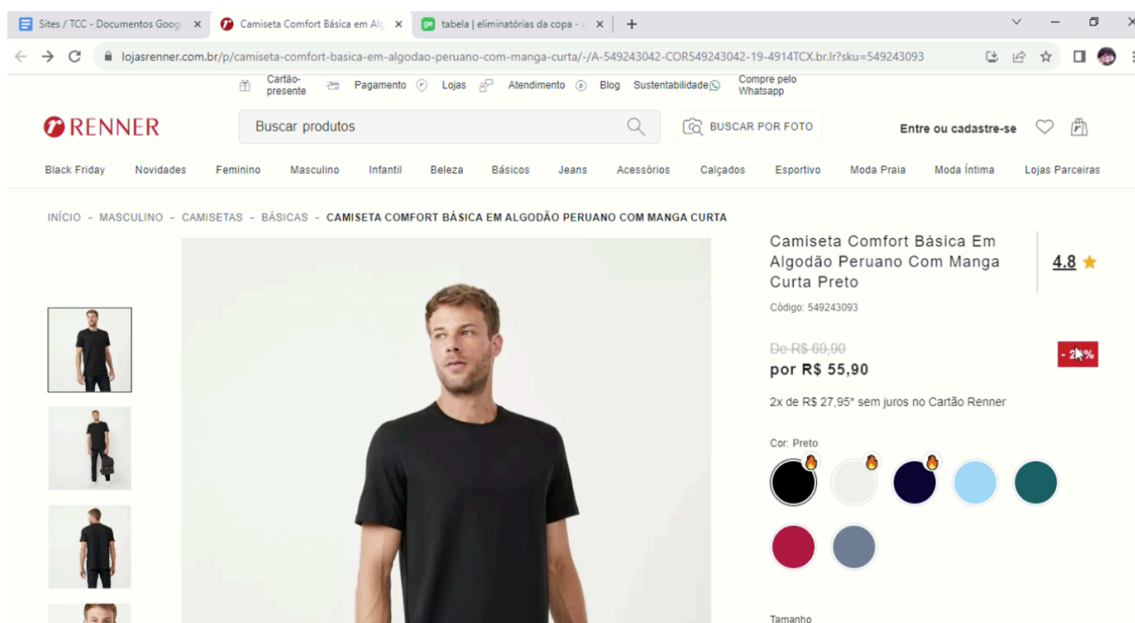 Sites / TCC - Documentos Goog
Camiseta Comfort Básica em Alg
tabela | eliminatórias da copa -
lojasrenner.com.br/p/camiseta-comfort-basica-em-algodao-peruano-com-manga-curta/-/A-549243042-COR549243042-19-4914TCX.br.lr?sku=549243093
Cartão-presente Pagamento Lojas Atendimento Blog Sustentabilidade Compre pelo Whatsapp
RENNER
Buscar produtos
BUSCAR POR FOTO
Entre ou cadastre-se
Black Friday Novidades Feminino Masculino Infantil Beleza Básicos Jeans Acessórios Calçados Esportivo Moda Praia Moda Íntima Lojas Parceiras
INÍCIO - MASCULINO - CAMISETAS - BÁSICAS - CAMISETA COMFORT BÁSICA EM ALGODÃO PERUANO COM MANGA CURTA
Camiseta Comfort Básica Em
Algodão Peruano Com Manga
Curta Preto
4.8
Código: 549243093
De R$ 69,90
por R$ 55,90
2x de R$ 27,95* sem juros no Cartão Renner
Cor: Preto
Tamanho